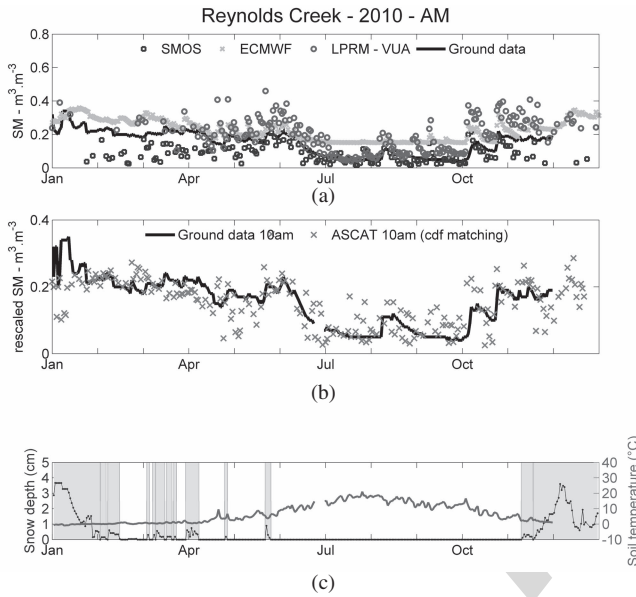 Reynolds Creek - 2010 - AM
0.8
0.6
0.4
0.2
0
SM - m³.m⁻³
SMOS ECMWF LPRM - VUA Ground data
Jan Apr Jul Oct
(a)
0.4
0.2
0
rescaled SM - m³.m⁻³
Ground data 10am ASCAT 10am (cdf matching)
Jan Apr Jul Oct
(b)
5
4
3
2
1
0
Snow depth (cm)
40
30
20
10
0
-10
Soil temperature (°C)
Jan Apr Jul Oct
(c)